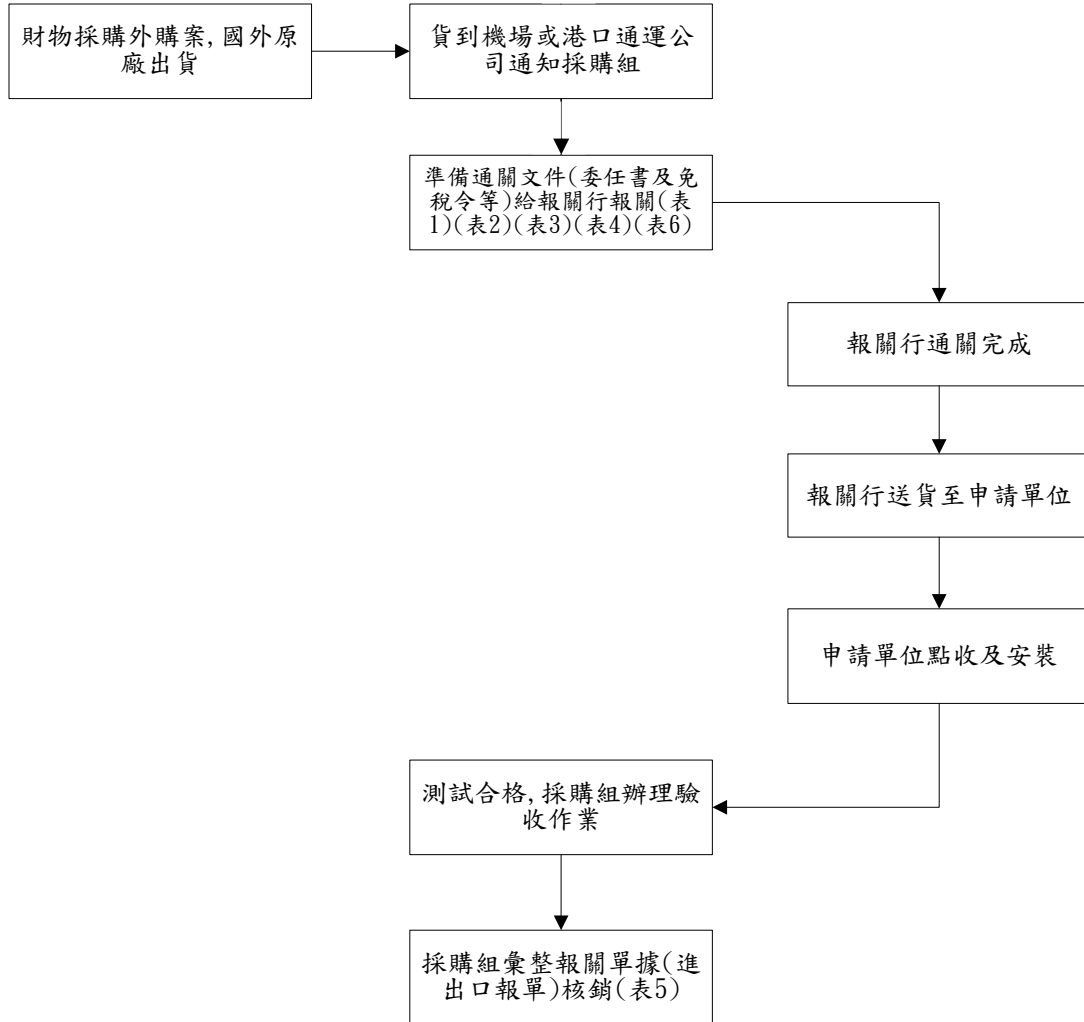 財物採購外購案,國外原
廠出貨
貨到機場或港口通運公
司通知採購組
準備通關文件(委任書及免
稅令等)給報關行報關(表
1)(表2)(表3)(表4)(表6)
報關行通關完成
報關行送貨至申請單位
申請單位點收及安裝
測試合格,採購組辦理驗
收作業
採購組彙整報關單據(進
出口報單)核銷(表5)